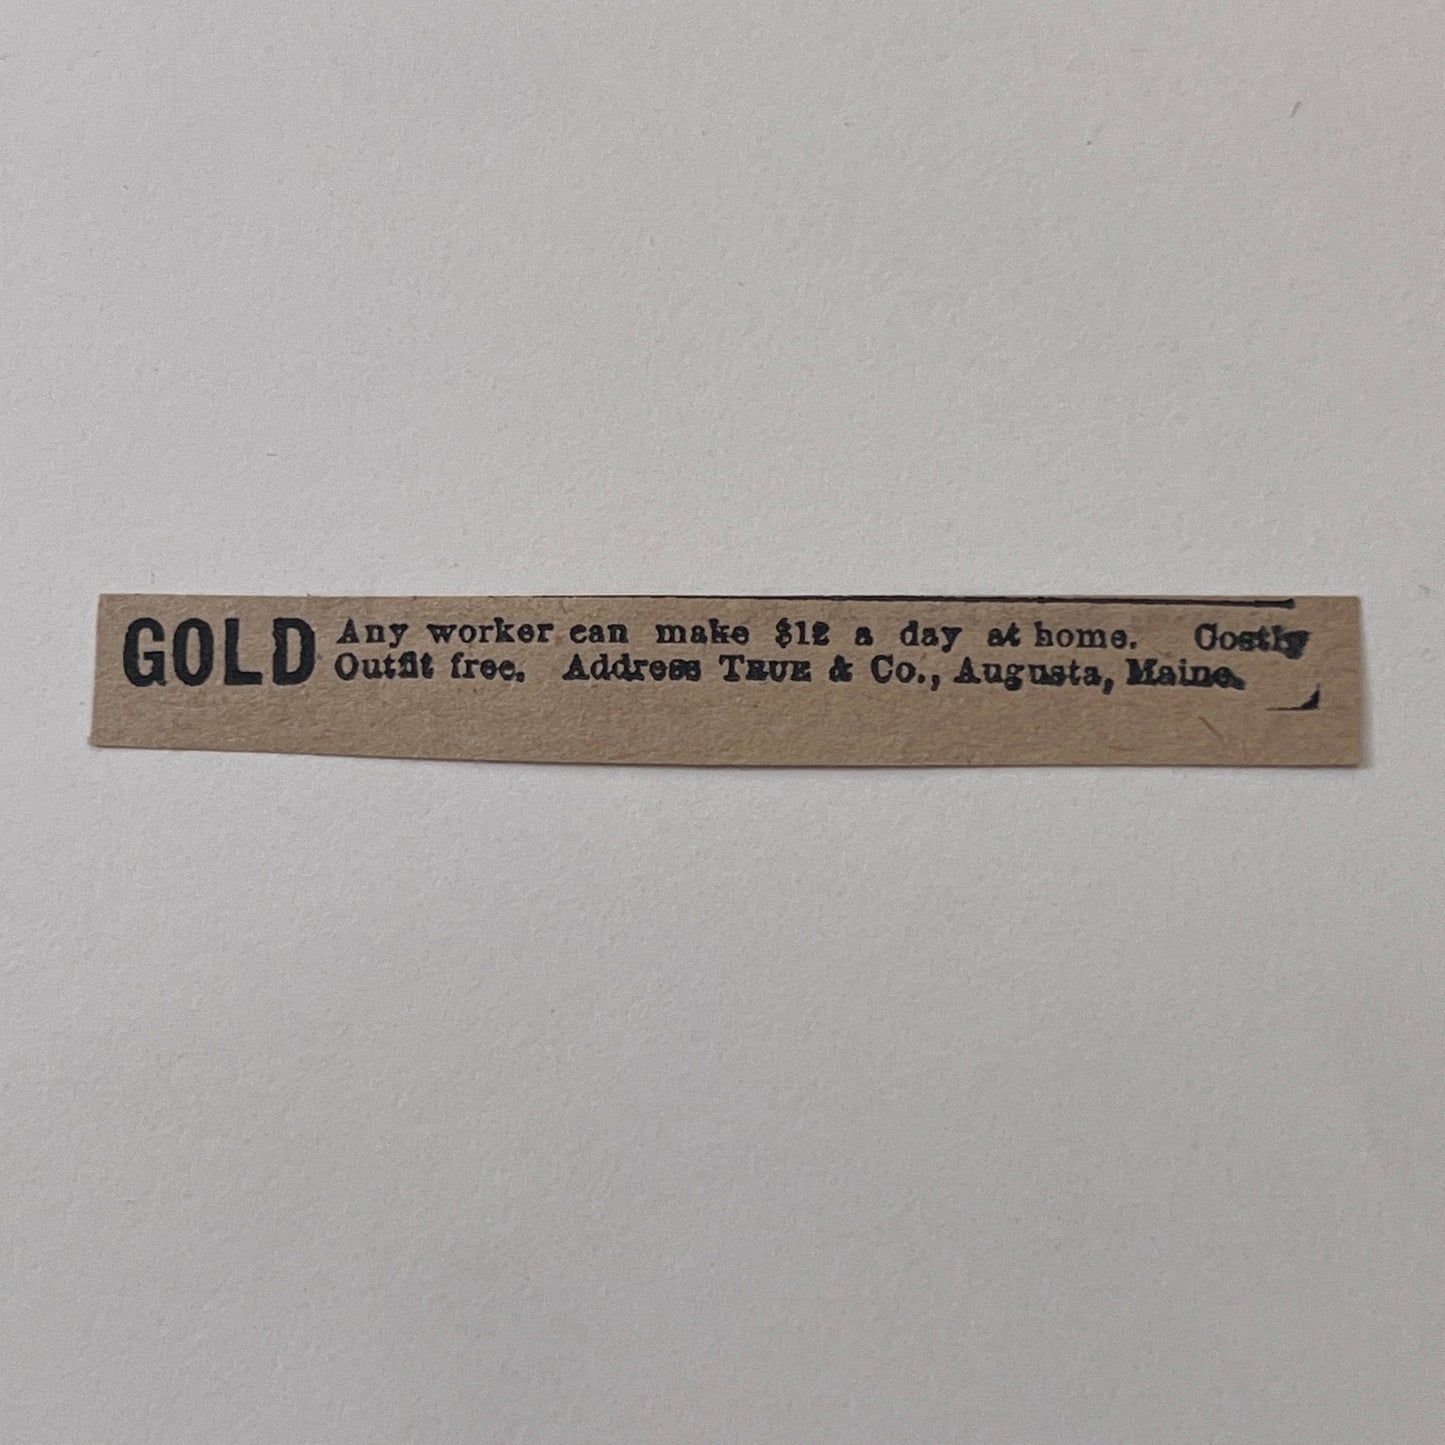 GOLD Any worker can make $12 a day at home. Costly
Outfit free. Address TRUE & Co., Augusta, Maine.